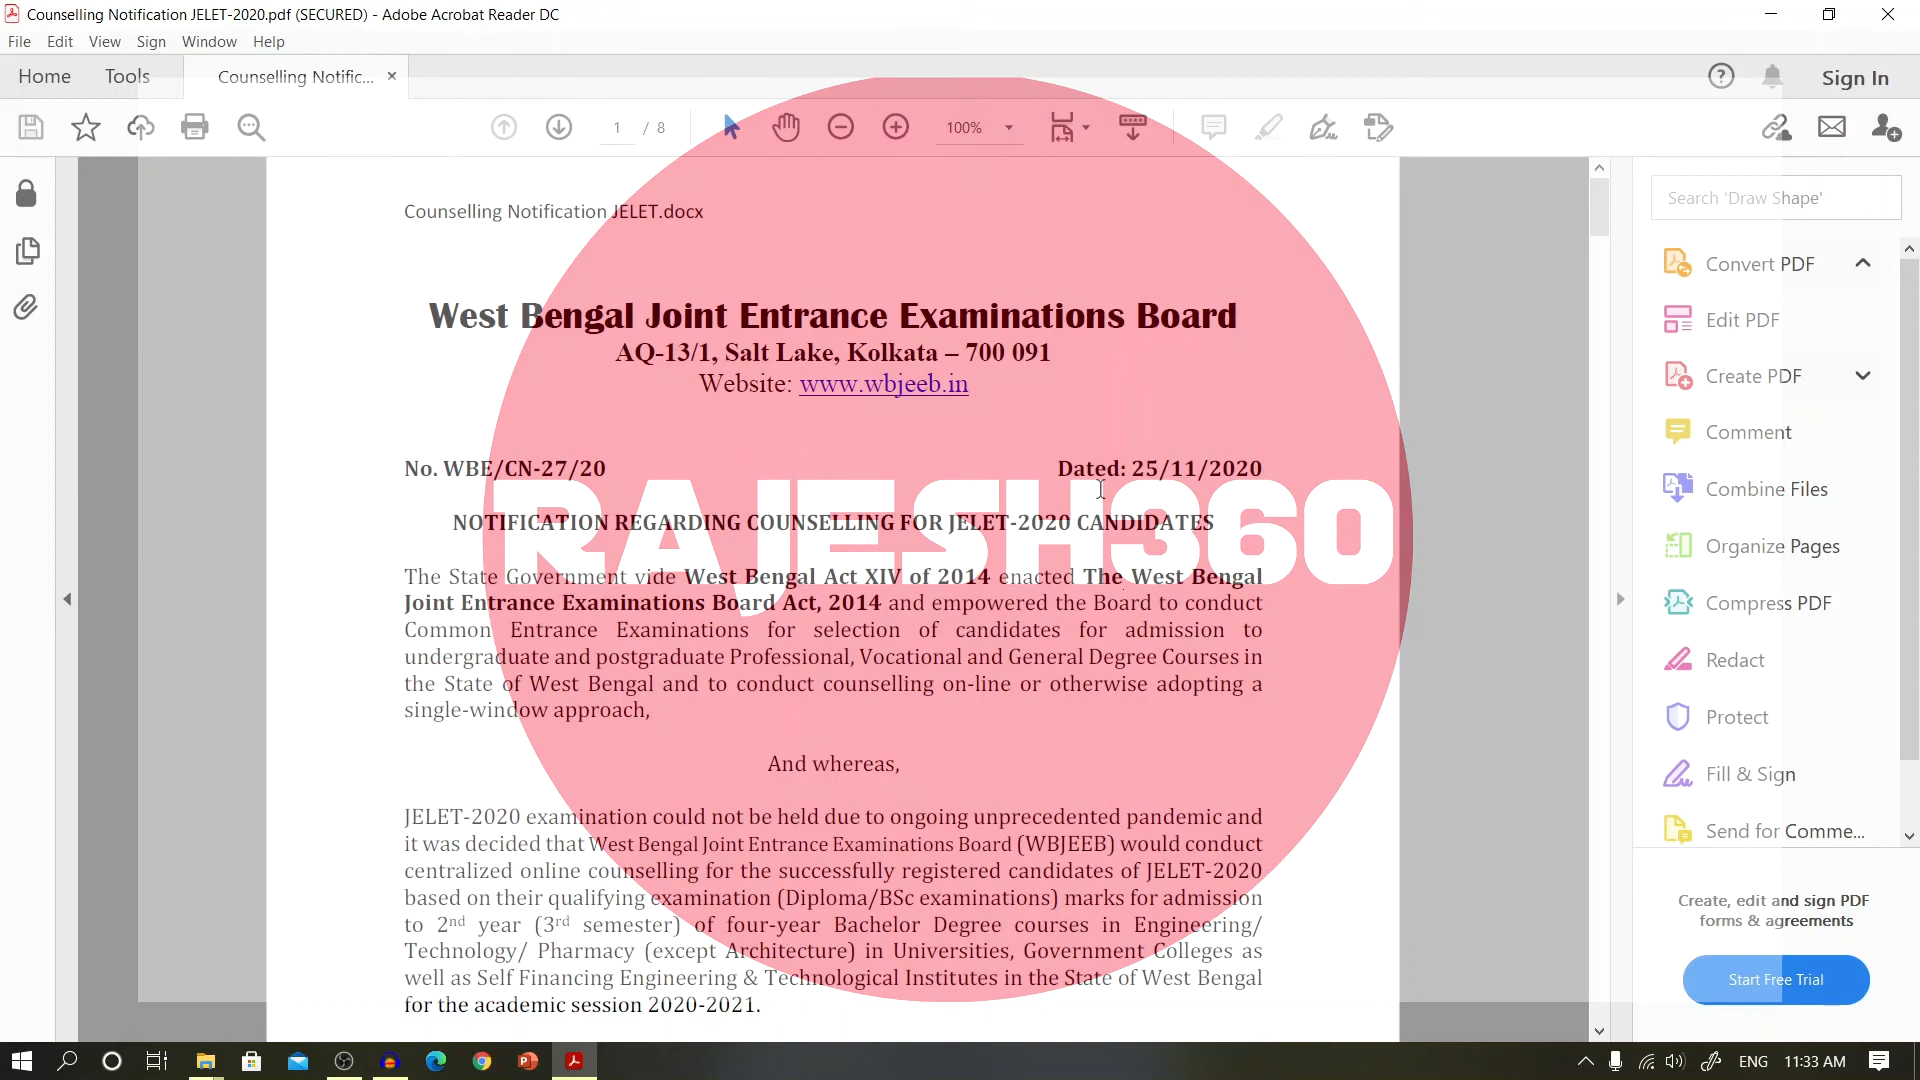 Counselling Notification JELET-2020.pdf (SECURED) - Adobe Acrobat Reader DC
File Edit View Sign Window Help
Home Tools Counselling Notific... × Sign In
1 / 8 100%
Search 'Draw Shape'
Convert PDF
Edit PDF
Create PDF
Comment
Combine Files
Organize Pages
Compress PDF
Redact
Protect
Fill & Sign
Send for Comme...
Create, edit and sign PDF
forms & agreements
Start Free Trial
Counselling Notification JELET.docx
West Bengal Joint Entrance Examinations Board
AQ-13/1, Salt Lake, Kolkata – 700 091
Website: www.wbjeeb.in
No. WBE/CN-27/20 Dated: 25/11/2020
RAJESH360
NOTIFICATION REGARDING COUNSELLING FOR JELET-2020 CANDIDATES
The State Government vide West Bengal Act XIV of 2014 enacted The West Bengal
Joint Entrance Examinations Board Act, 2014 and empowered the Board to conduct
Common Entrance Examinations for selection of candidates for admission to
undergraduate and postgraduate Professional, Vocational and General Degree Courses in
the State of West Bengal and to conduct counselling on-line or otherwise adopting a
single-window approach,
And whereas,
JELET-2020 examination could not be held due to ongoing unprecedented pandemic and
it was decided that West Bengal Joint Entrance Examinations Board (WBJEEB) would conduct
centralized online counselling for the successfully registered candidates of JELET-2020
based on their qualifying examination (Diploma/BSc examinations) marks for admission
to 2nd year (3rd semester) of four-year Bachelor Degree courses in Engineering/
Technology/ Pharmacy (except Architecture) in Universities, Government Colleges as
well as Self Financing Engineering & Technological Institutes in the State of West Bengal
for the academic session 2020-2021.
ENG 11:33 AM